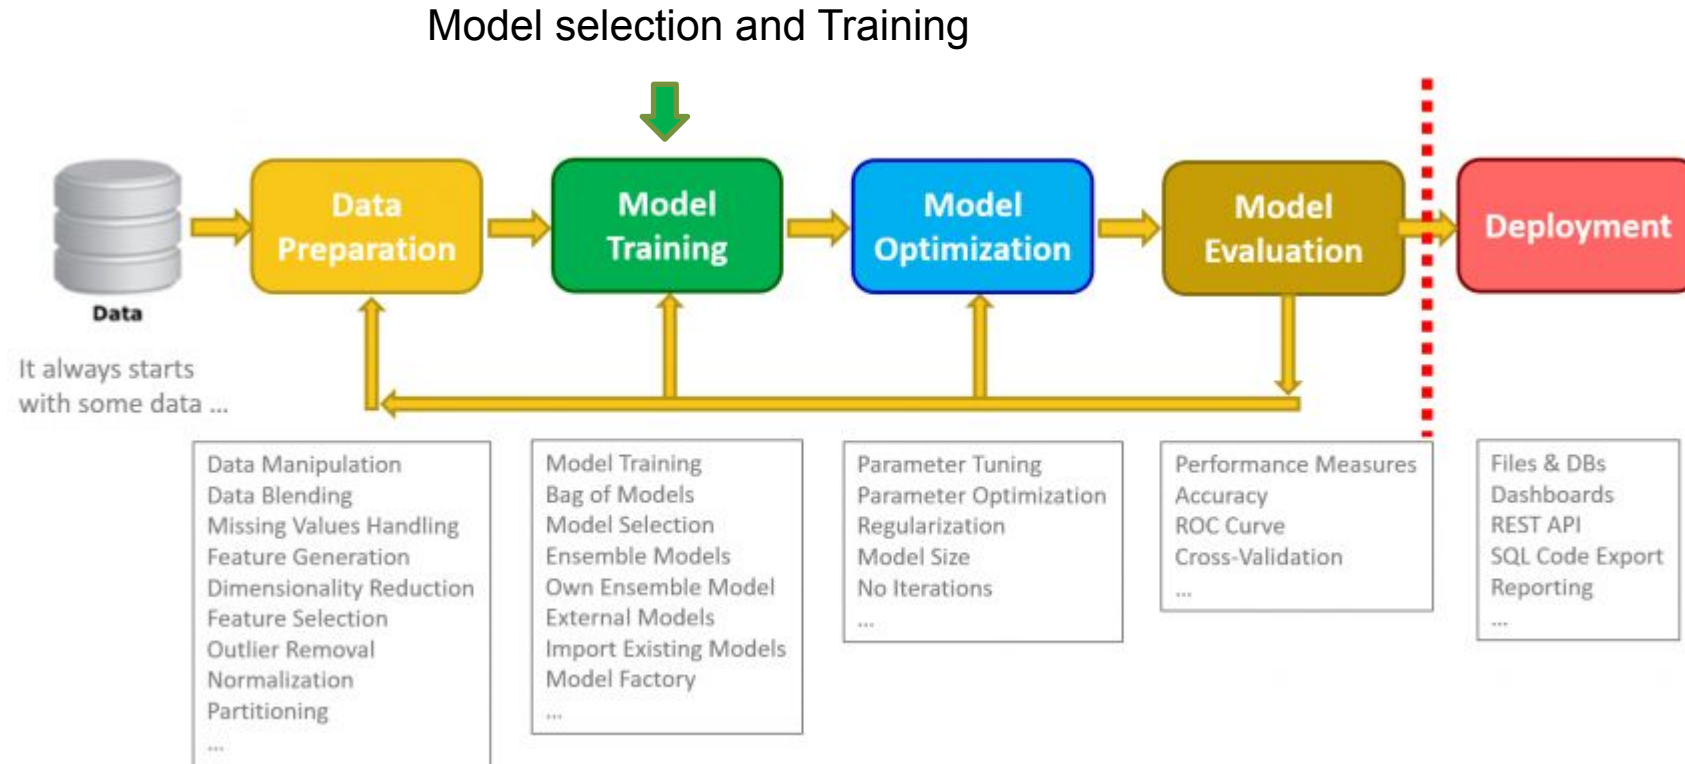 Model selection and Training
Data
Preparation
Model
Training
Model
Optimization
Model
Evaluation
Deployment
Data
It always starts
with some data ...
Data Manipulation
Data Blending
Missing Values Handling
Feature Generation
Dimensionality Reduction
Feature Selection
Outlier Removal
Normalization
Partitioning
...
Model Training
Bag of Models
Model Selection
Ensemble Models
Own Ensemble Model
External Models
Import Existing Models
Model Factory
...
Parameter Tuning
Parameter Optimization
Regularization
Model Size
No Iterations
...
Performance Measures
Accuracy
ROC Curve
Cross-Validation
...
Files & DBs
Dashboards
REST API
SQL Code Export
Reporting
...